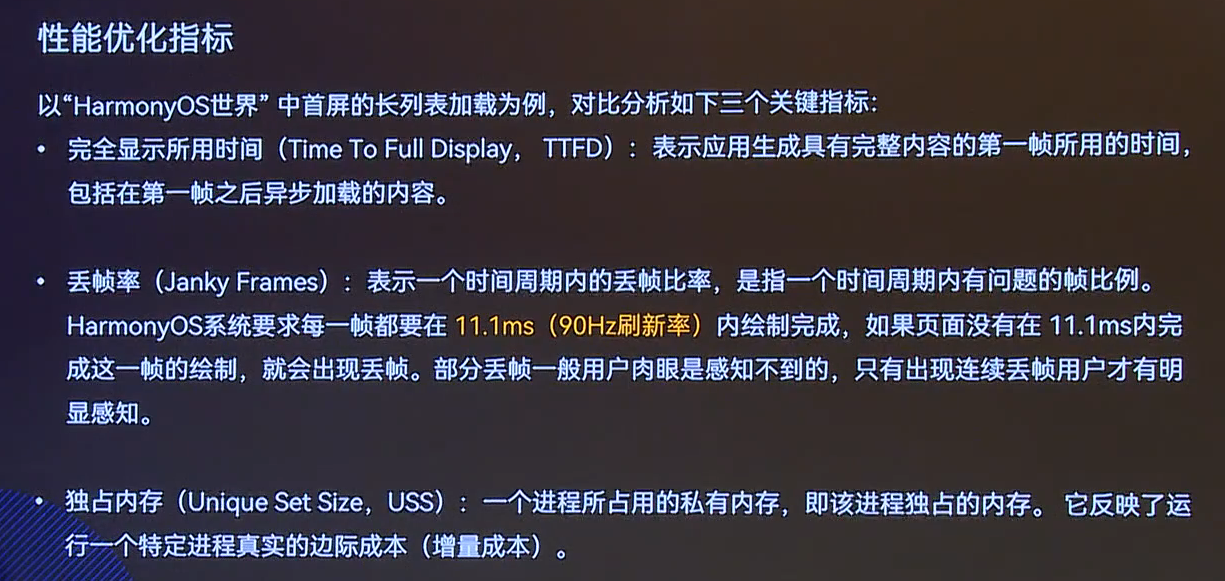 性能优化指标
以“HarmonyOS世界” 中首屏的长列表加载为例，对比分析如下三个关键指标：
• 完全显示所用时间（Time To Full Display， TTFD）：表示应用生成具有完整内容的第一帧所用的时间，
包括在第一帧之后异步加载的内容。
• 丢帧率（Janky Frames）：表示一个时间周期内的丢帧比率，是指一个时间周期内有问题的帧比例。
HarmonyOS系统要求每一帧都要在 11.1ms（90Hz刷新率）内绘制完成，如果页面没有在 11.1ms内完
成这一帧的绘制，就会出现丢帧。部分丢帧一般用户肉眼是感知不到的，只有出现连续丢帧用户才有明
显感知。
• 独占内存（Unique Set Size，USS）：一个进程所占用的私有内存，即该进程独占的内存。 它反映了运
行一个特定进程真实的边际成本（增量成本）。